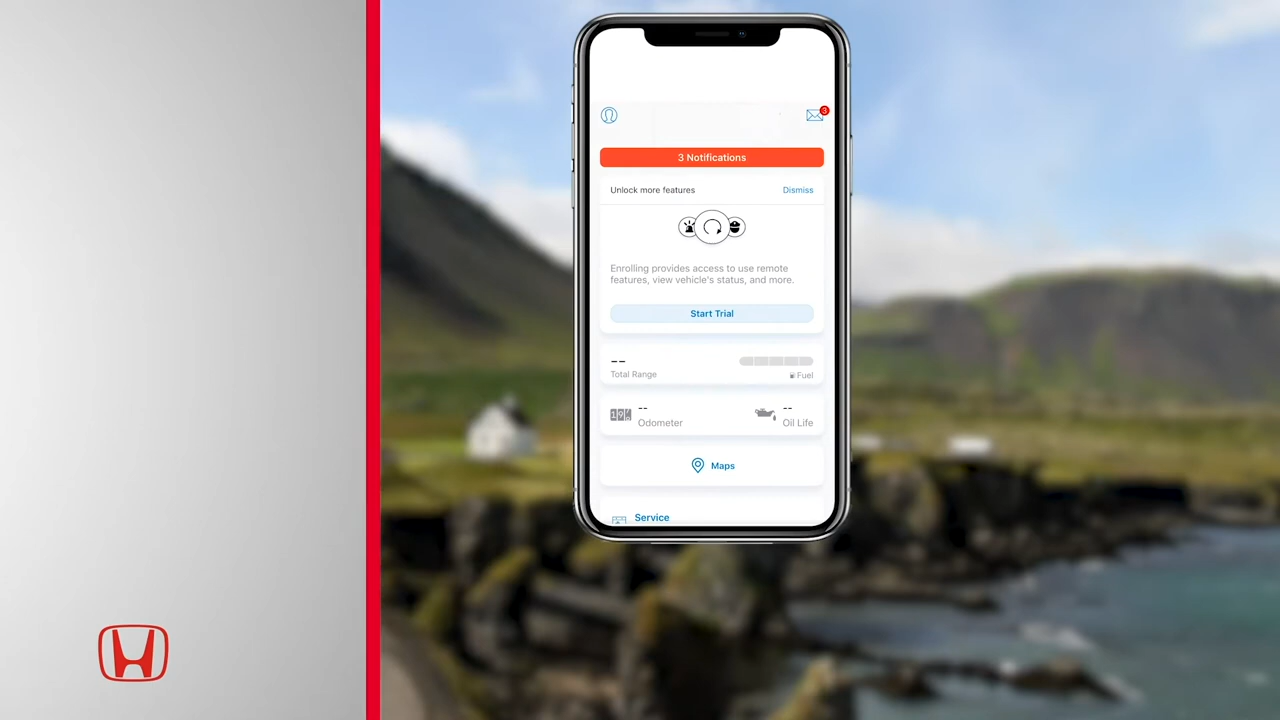 3
3 Notifications
Unlock more features
Dismiss
Enrolling provides access to use remote
features, view vehicle's status, and more.
Start Trial
--
Total Range
Fuel
--
Odometer
--
Oil Life
Maps
Service